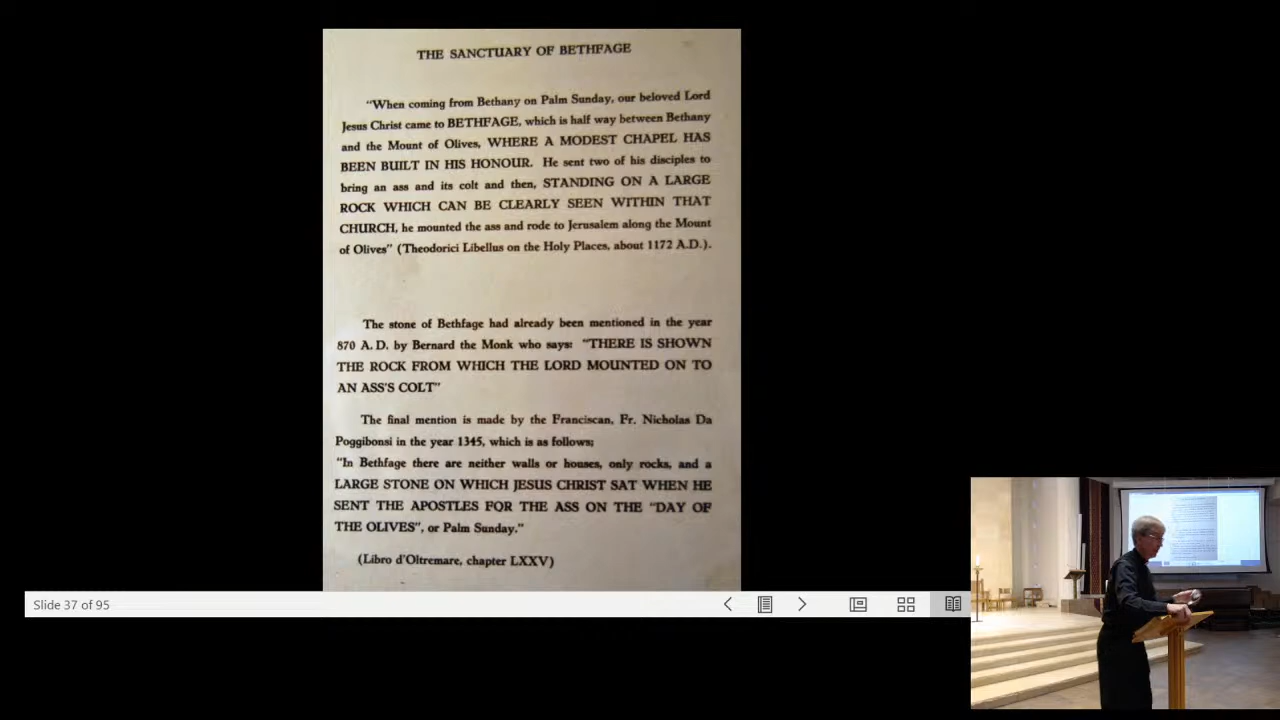 THE SANCTUARY OF BETHFAGE
"When coming from Bethany on Palm Sunday, our beloved Lord
Jesus Christ came to BETHFAGE, which is half way between Bethany
and the Mount of Olives, WHERE A MODEST CHAPEL HAS
BEEN BUILT IN HIS HONOUR. He sent two of his disciples to
bring an ass and its colt and then, STANDING ON A LARGE
ROCK WHICH CAN BE CLEARLY SEEN WITHIN THAT
CHURCH, he mounted the ass and rode to Jerusalem along the Mount
of Olives" (Theodorici Libellus on the Holy Places, about 1172 A.D.).
The stone of Bethfage had already been mentioned in the year
870 A. D. by Bernard the Monk who says: "THERE IS SHOWN
THE ROCK FROM WHICH THE LORD MOUNTED ON TO
AN ASS'S COLT"
The final mention is made by the Franciscan, Fr. Nicholas Da
Poggibonsi in the year 1345, which is as follows;
"In Bethfage there are neither walls or houses, only rocks, and a
LARGE STONE ON WHICH JESUS CHRIST SAT WHEN HE
SENT THE APOSTLES FOR THE ASS ON THE "DAY OF
THE OLIVES", or Palm Sunday."
(Libro d'Oltremare, chapter LXXV)
Slide 37 of 95